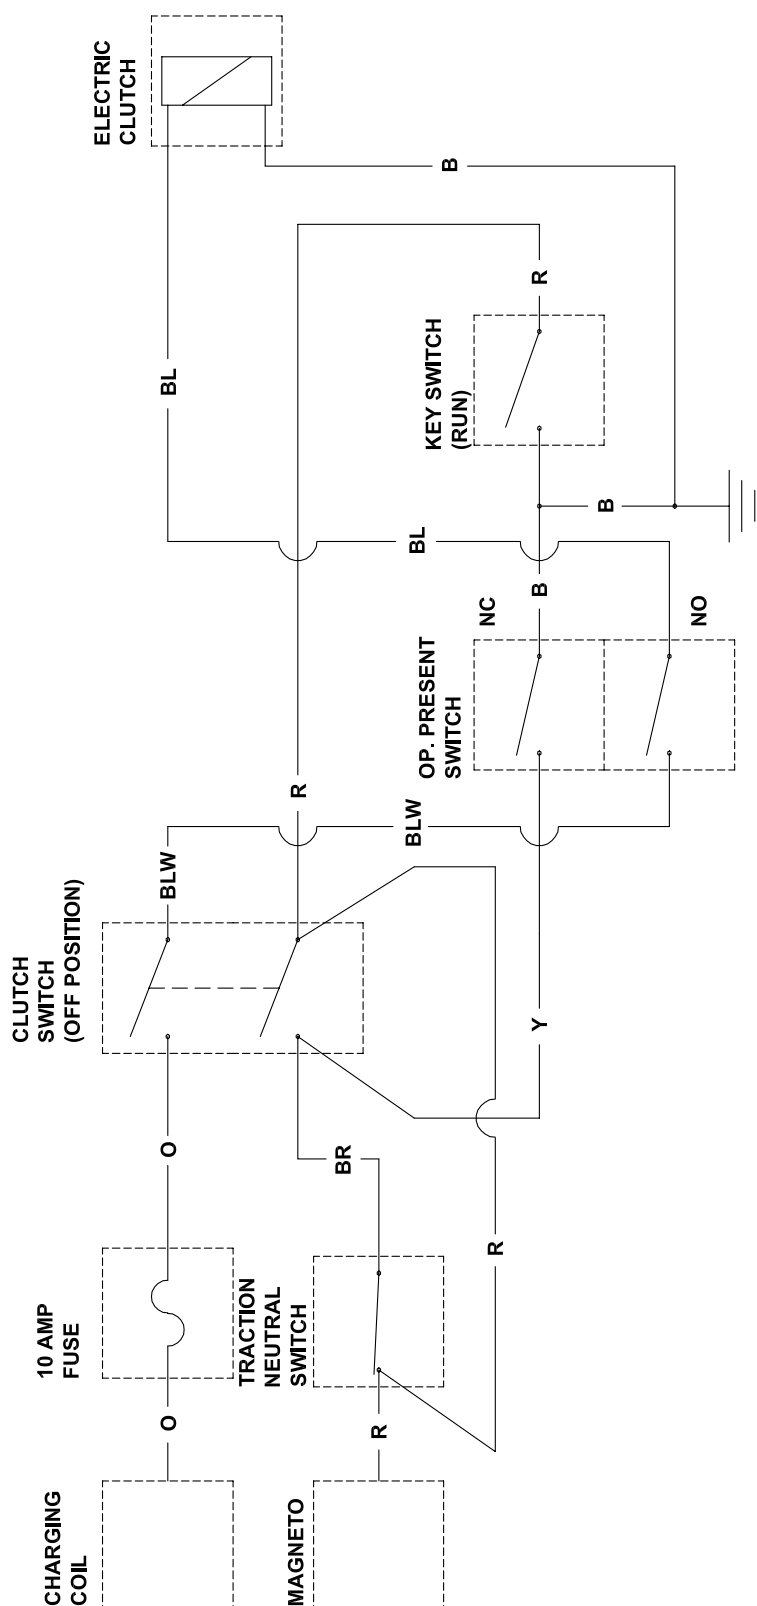 ELECTRIC
CLUTCH
B
R
BL
KEY SWITCH
(RUN)
B
BL
B
NC
NO
OP. PRESENT
SWITCH
R
BLW
BLW
CLUTCH
SWITCH
(OFF POSITION)
Y
O
BR
R
10 AMP
FUSE
TRACTION
NEUTRAL
SWITCH
O
R
CHARGING
COIL
MAGNETO